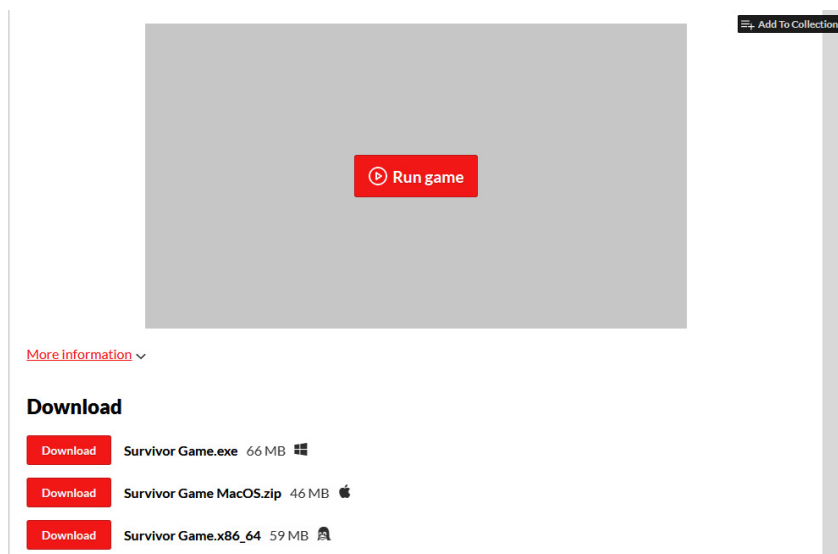 Add To Collection
Run game
More information
Download
Download Survivor Game.exe 66 MB
Download Survivor Game MacOS.zip 46 MB
Download Survivor Game.x86_64 59 MB